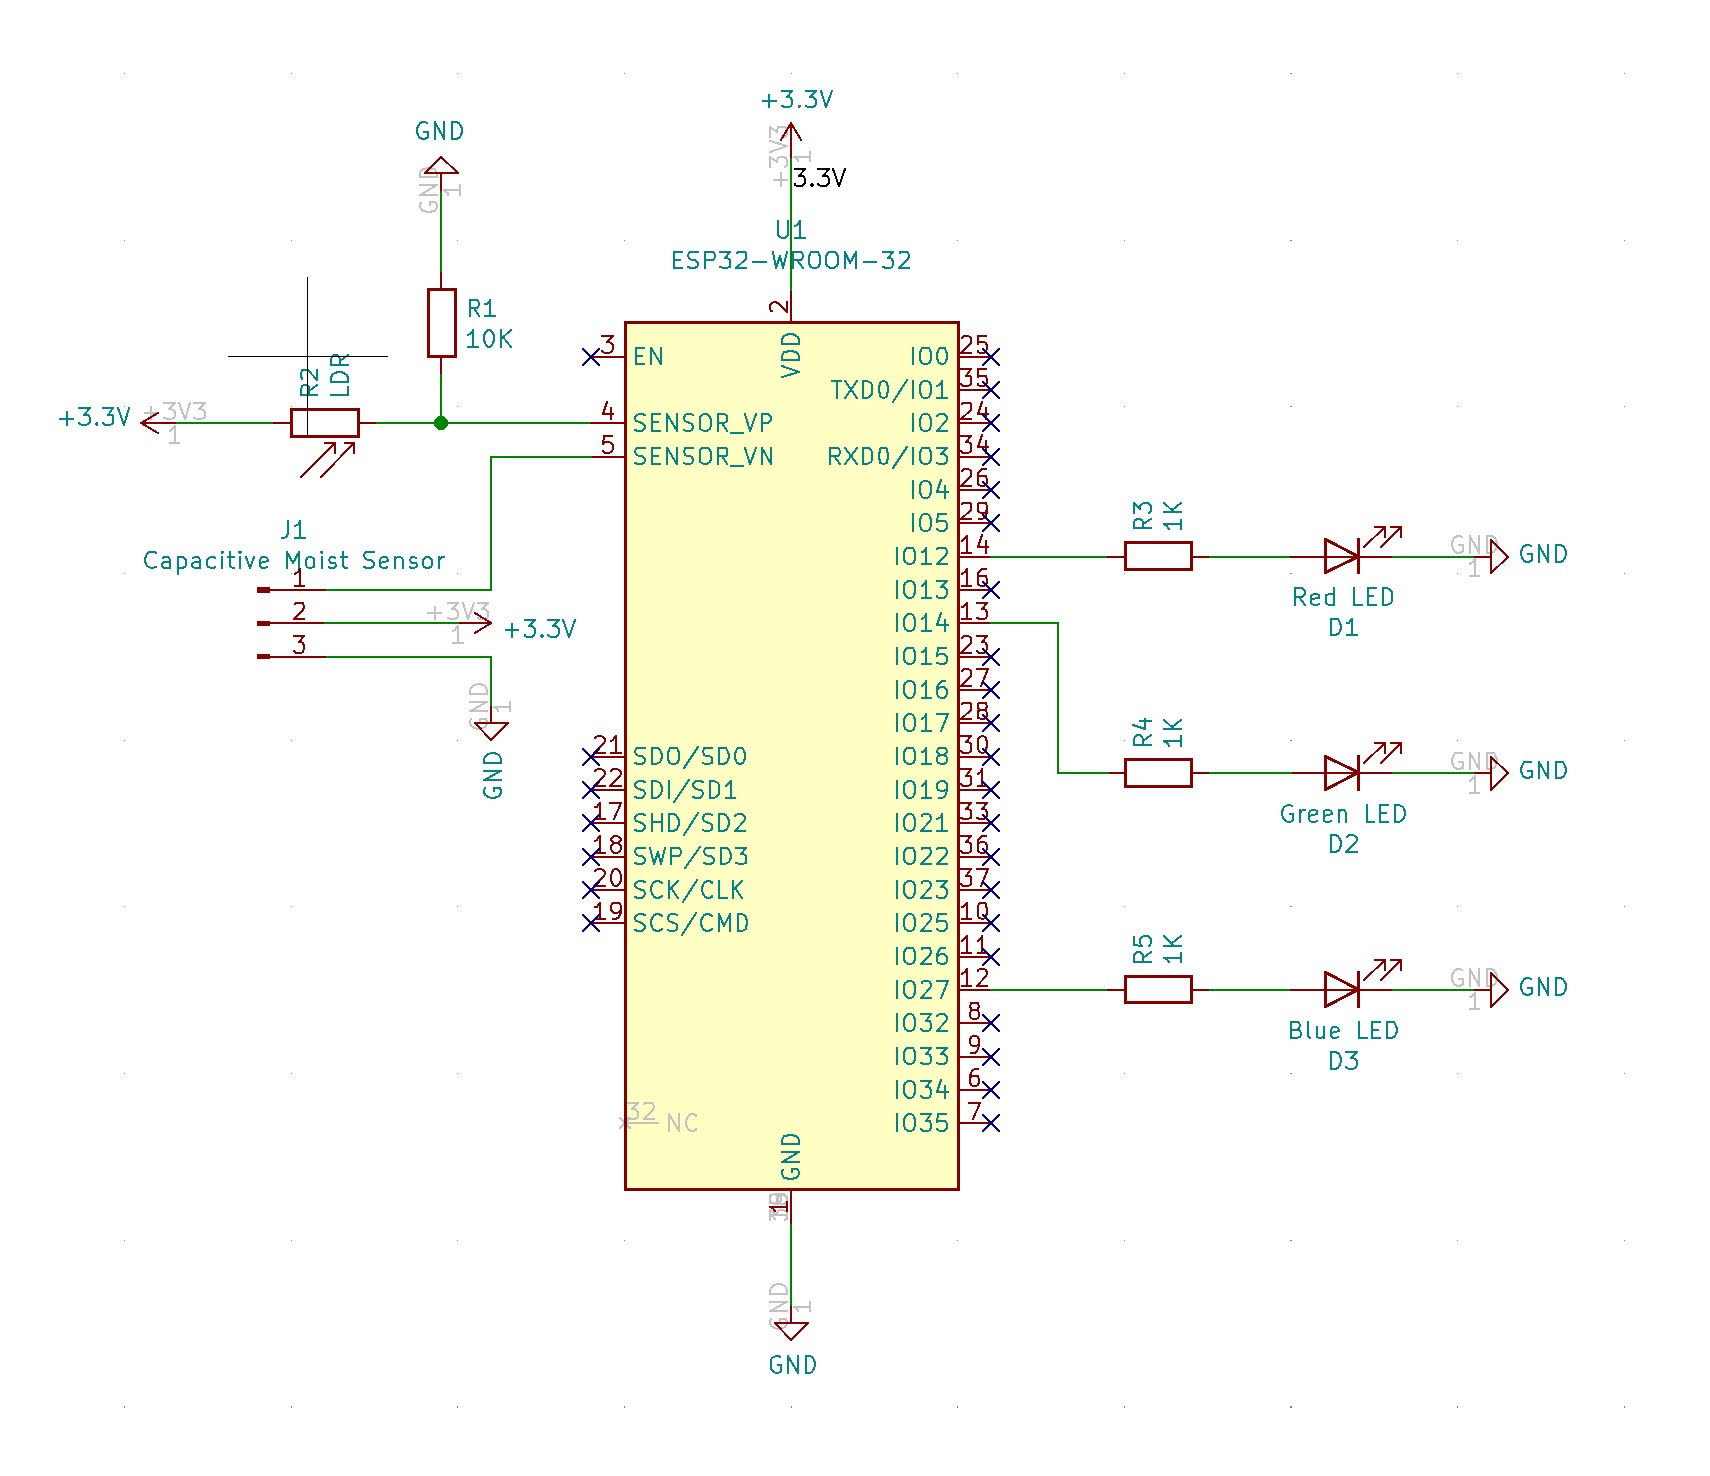 +3.3V
+3V3
1
3.3V
GND
GND
1
U1
ESP32-WROOM-32
R1
10K
R2
LDR
+3.3V
+3V3
1
2
VDD
3
EN
4
SENSOR_VP
5
SENSOR_VN
J1
Capacitive Moist Sensor
1
2
3
+3V3
1
+3.3V
GND
1
GND
21
SDO/SD0
22
SDI/SD1
17
SHD/SD2
18
SWP/SD3
20
SCK/CLK
19
SCS/CMD
32
NC
IO0
25
TXD0/IO1
35
IO2
24
RXD0/IO3
34
IO4
26
IO5
29
IO12
14
IO13
16
IO14
13
IO15
23
IO16
27
IO17
28
IO18
30
IO19
31
IO21
33
IO22
36
IO23
37
IO25
10
IO26
11
IO27
12
IO32
8
IO33
9
IO34
6
IO35
7
R3
1K
Red LED
D1
GND
1
GND
R4
1K
Green LED
D2
GND
1
GND
R5
1K
Blue LED
D3
GND
1
GND
GND
1
GND
1
GND